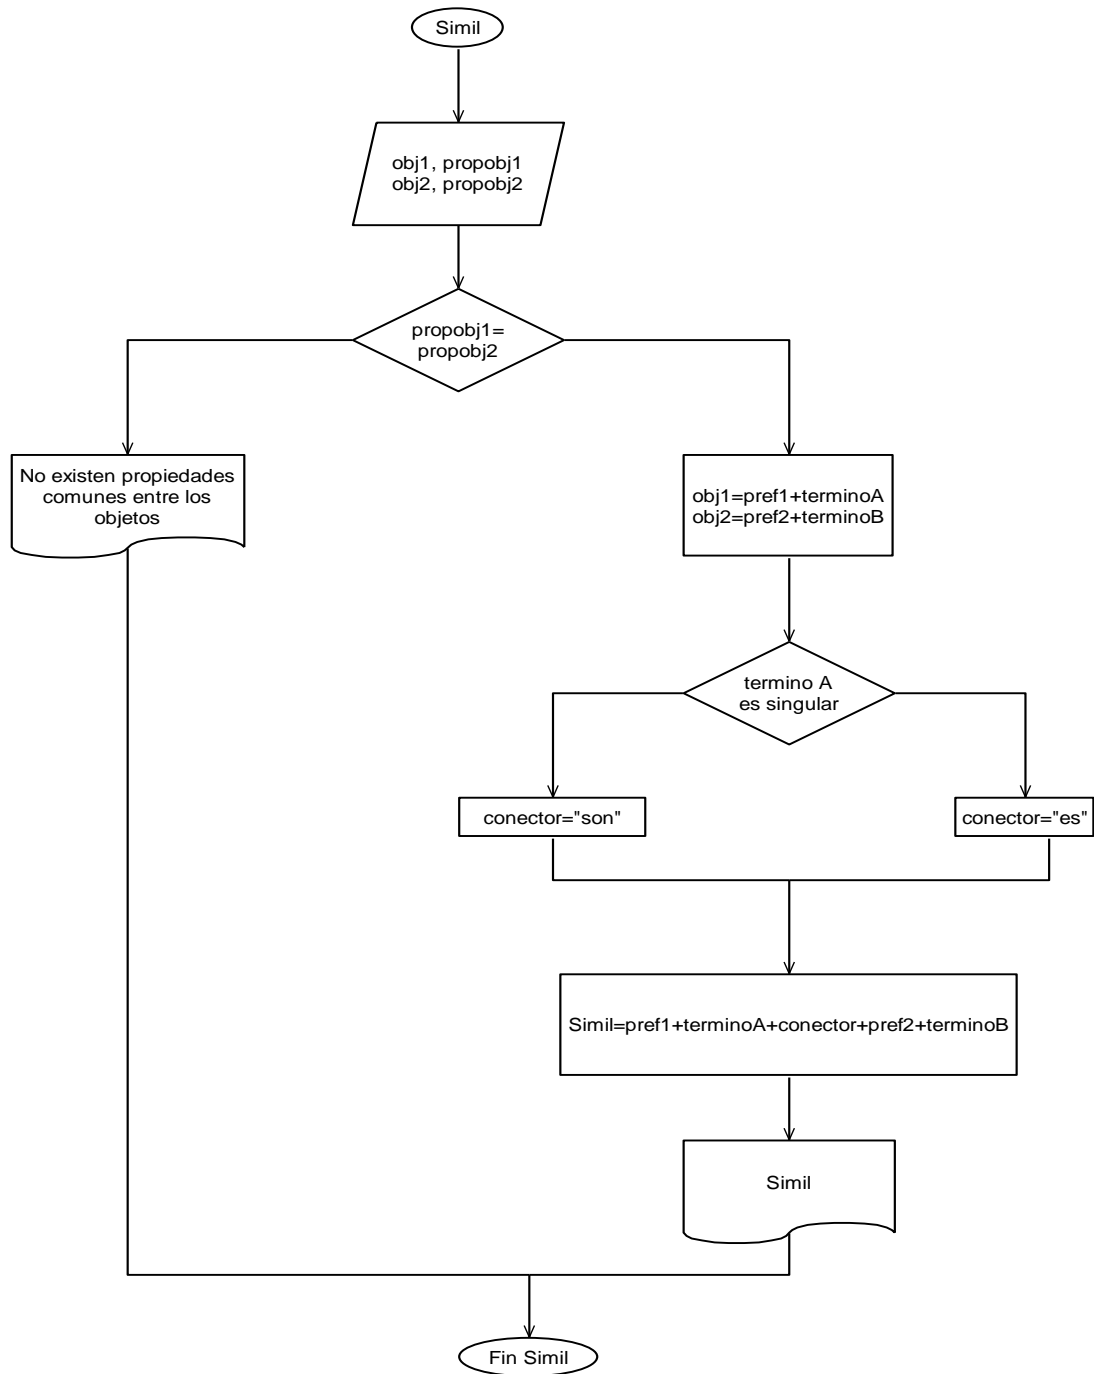 Simil
obj1, propobj1
obj2, propobj2
propobj1=
propobj2
No existen propiedades
comunes entre los
objetos
obj1=pref1+terminoA
obj2=pref2+terminoB
termino A
es singular
conector="son"
conector="es"
Simil=pref1+terminoA+conector+pref2+terminoB
Simil
Fin Simil